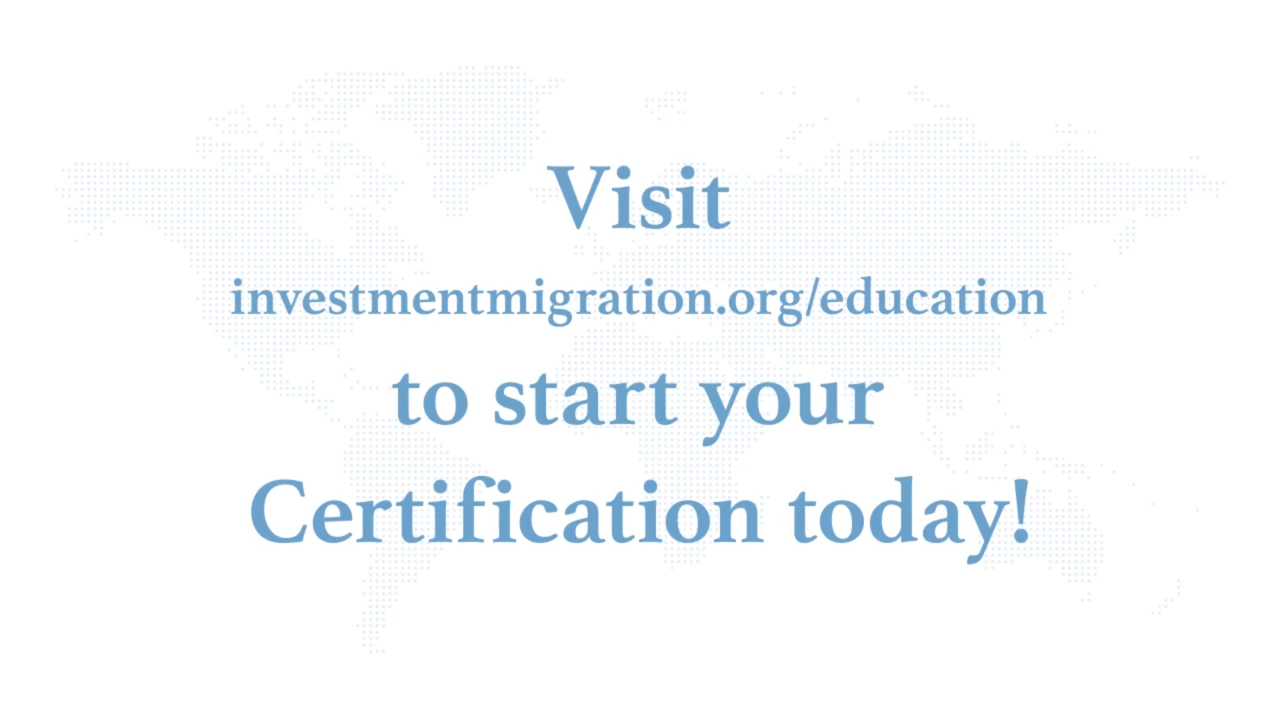 Visit
investmentmigration.org/education
to start your
Certification today!